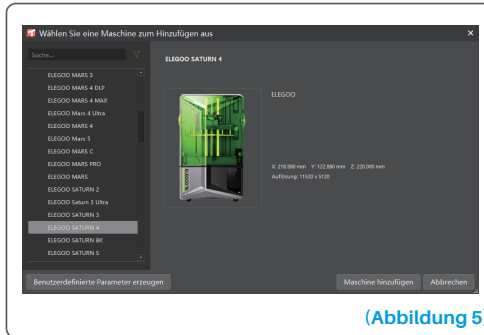 Wählen Sie eine Maschine zum Hinzufügen aus
Suche...
ELEGOO MARS 3
ELEGOO MARS 4 DLP
ELEGOO MARS 4 MAX
ELEGOO Mars 4 Ultra
ELEGOO MARS 4
ELEGOO Mars 5
ELEGOO MARS C
ELEGOO MARS PRO
ELEGOO MARS
ELEGOO SATURN 2
ELEGOO Saturn 3 Ultra
ELEGOO SATURN 3
ELEGOO SATURN 4
ELEGOO SATURN 8K
ELEGOO SATURN S
ELEGOO SATURN 4
ELEGOO
X: 218.880 mm Y: 122.880 mm Z: 220.000 mm
Auflösung: 11520 x 5120
Benutzerdefinierte Parameter erzeugen
Maschine hinzufügen
Abbrechen
(Abbildung 5)